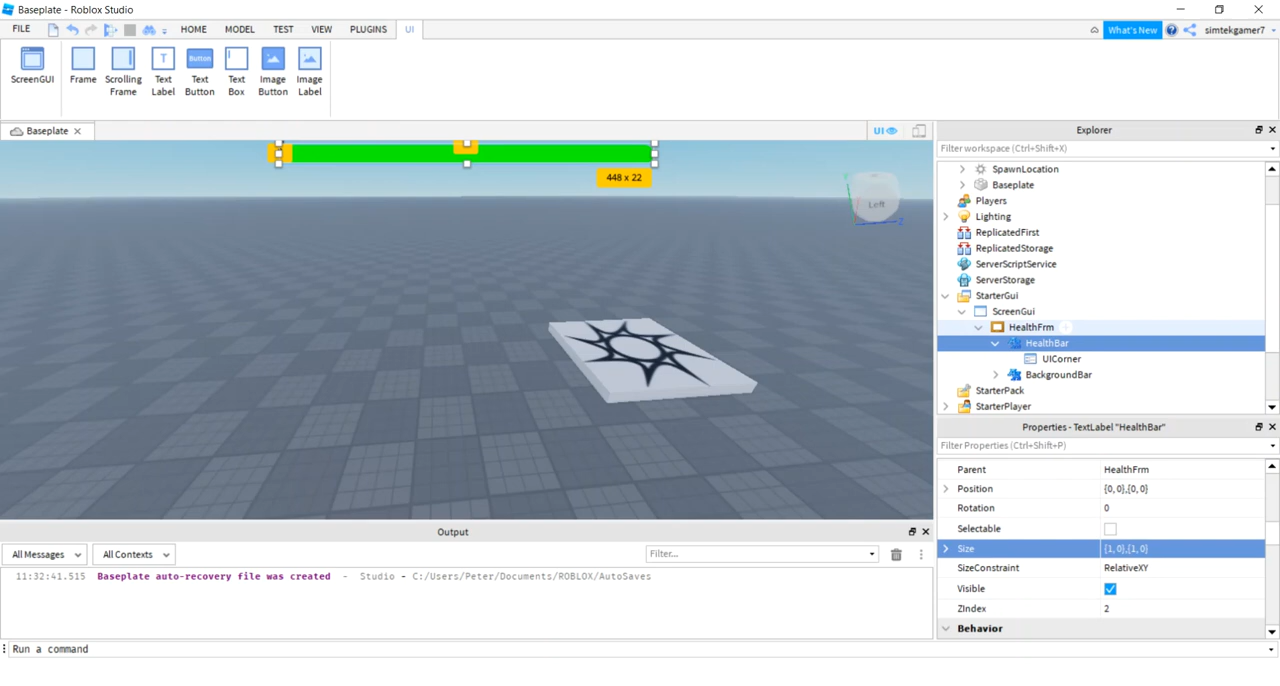 Baseplate - Roblox Studio
FILE HOME MODEL TEST VIEW PLUGINS UI What's New simtekgamer7
ScreenGUI Frame Scrolling Frame Text Label Text Button Text Box Image Button Image Label
T Button
Baseplate UI
448 x 22
Left
Explorer
Filter workspace (Ctrl+Shift+X)
SpawnLocation
Baseplate
Players
Lighting
ReplicatedFirst
ReplicatedStorage
ServerScriptService
ServerStorage
StarterGui
ScreenGui
HealthFrm
HealthBar
UICorner
BackgroundBar
StarterPack
StarterPlayer
Properties - TextLabel "HealthBar"
Filter Properties (Ctrl+Shift+P)
Parent HealthFrm
Position {0, 0},{0, 0}
Rotation 0
Selectable
Size {1, 0},{1, 0}
SizeConstraint RelativeXY
Visible
ZIndex 2
Behavior
Output
All Messages All Contexts Filter...
11:32:41.515 Baseplate auto-recovery file was created - Studio - C:/Users/Peter/Documents/ROBLOX/AutoSaves
Run a command